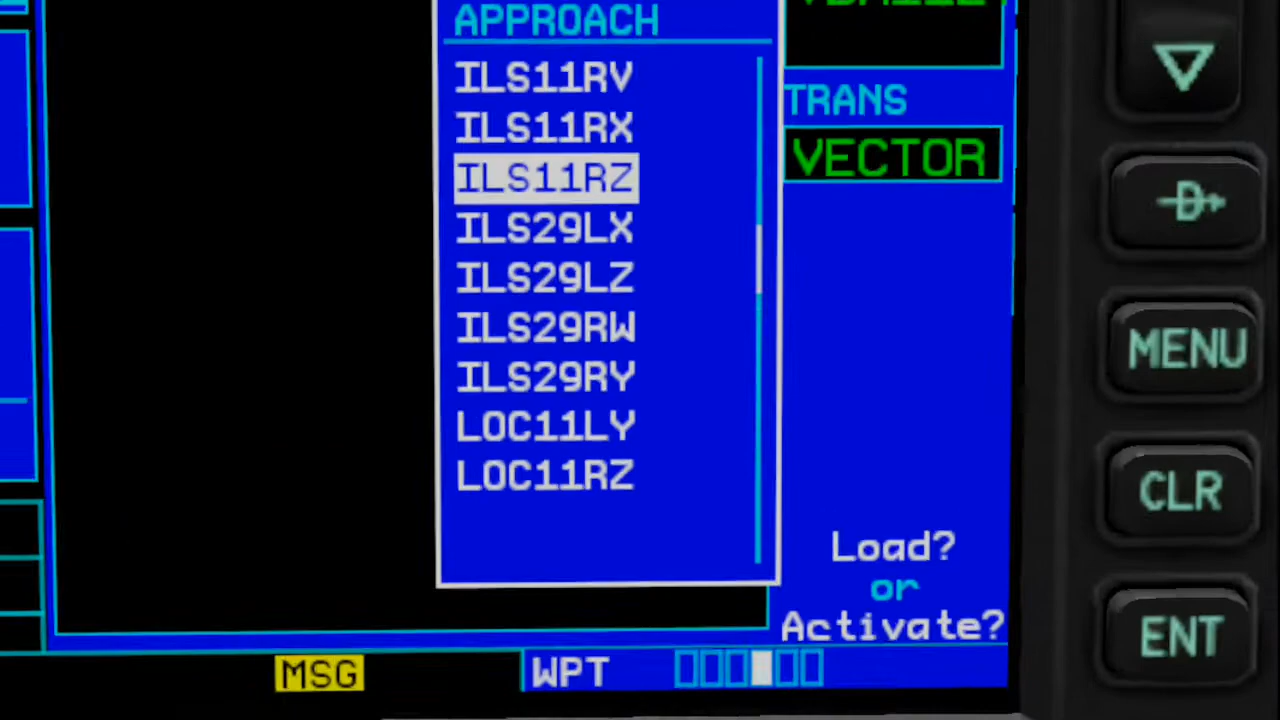 APPROACH
ILS11RV
ILS11RX
ILS11RZ
ILS29LX
ILS29LZ
ILS29RW
ILS29RY
LOC11LY
LOC11RZ
TRANS
VECTOR
Load?
or
Activate?
MSG
WPT
D
MENU
CLR
ENT